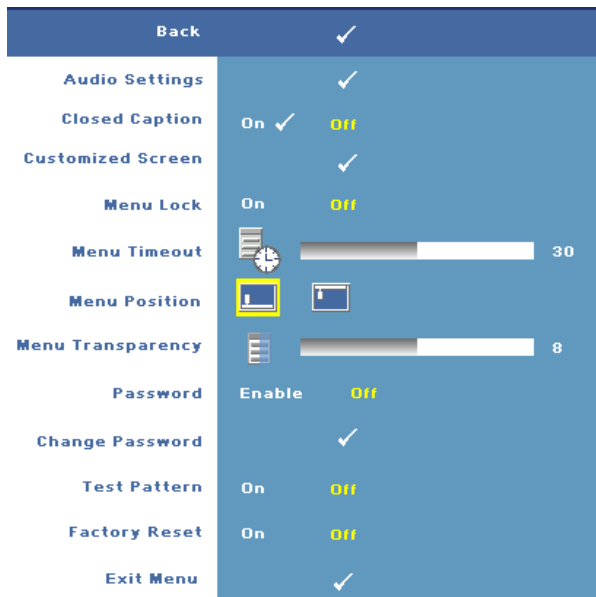 Back
Audio Settings
Closed Caption On Off
Customized Screen
Menu Lock On Off
Menu Timeout 30
Menu Position
Menu Transparency 8
Password Enable Off
Change Password
Test Pattern On Off
Factory Reset On Off
Exit Menu